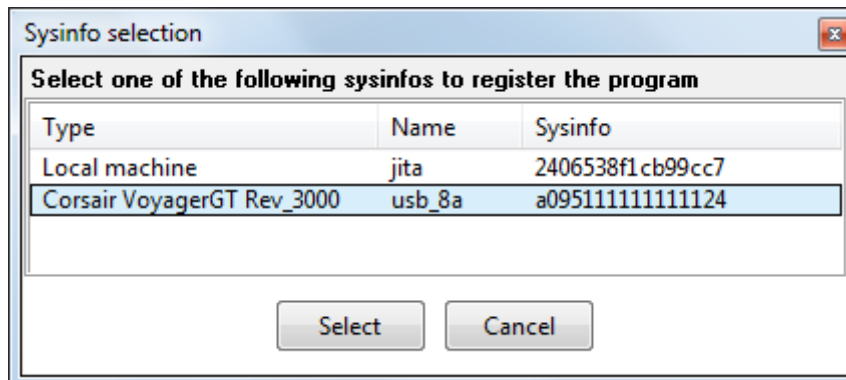 Sysinfo selection
Select one of the following sysinfos to register the program
Type Name Sysinfo
Local machine jita 2406538f1cb99cc7
Corsair VoyagerGT Rev_3000 usb_8a a095111111111124
Select Cancel